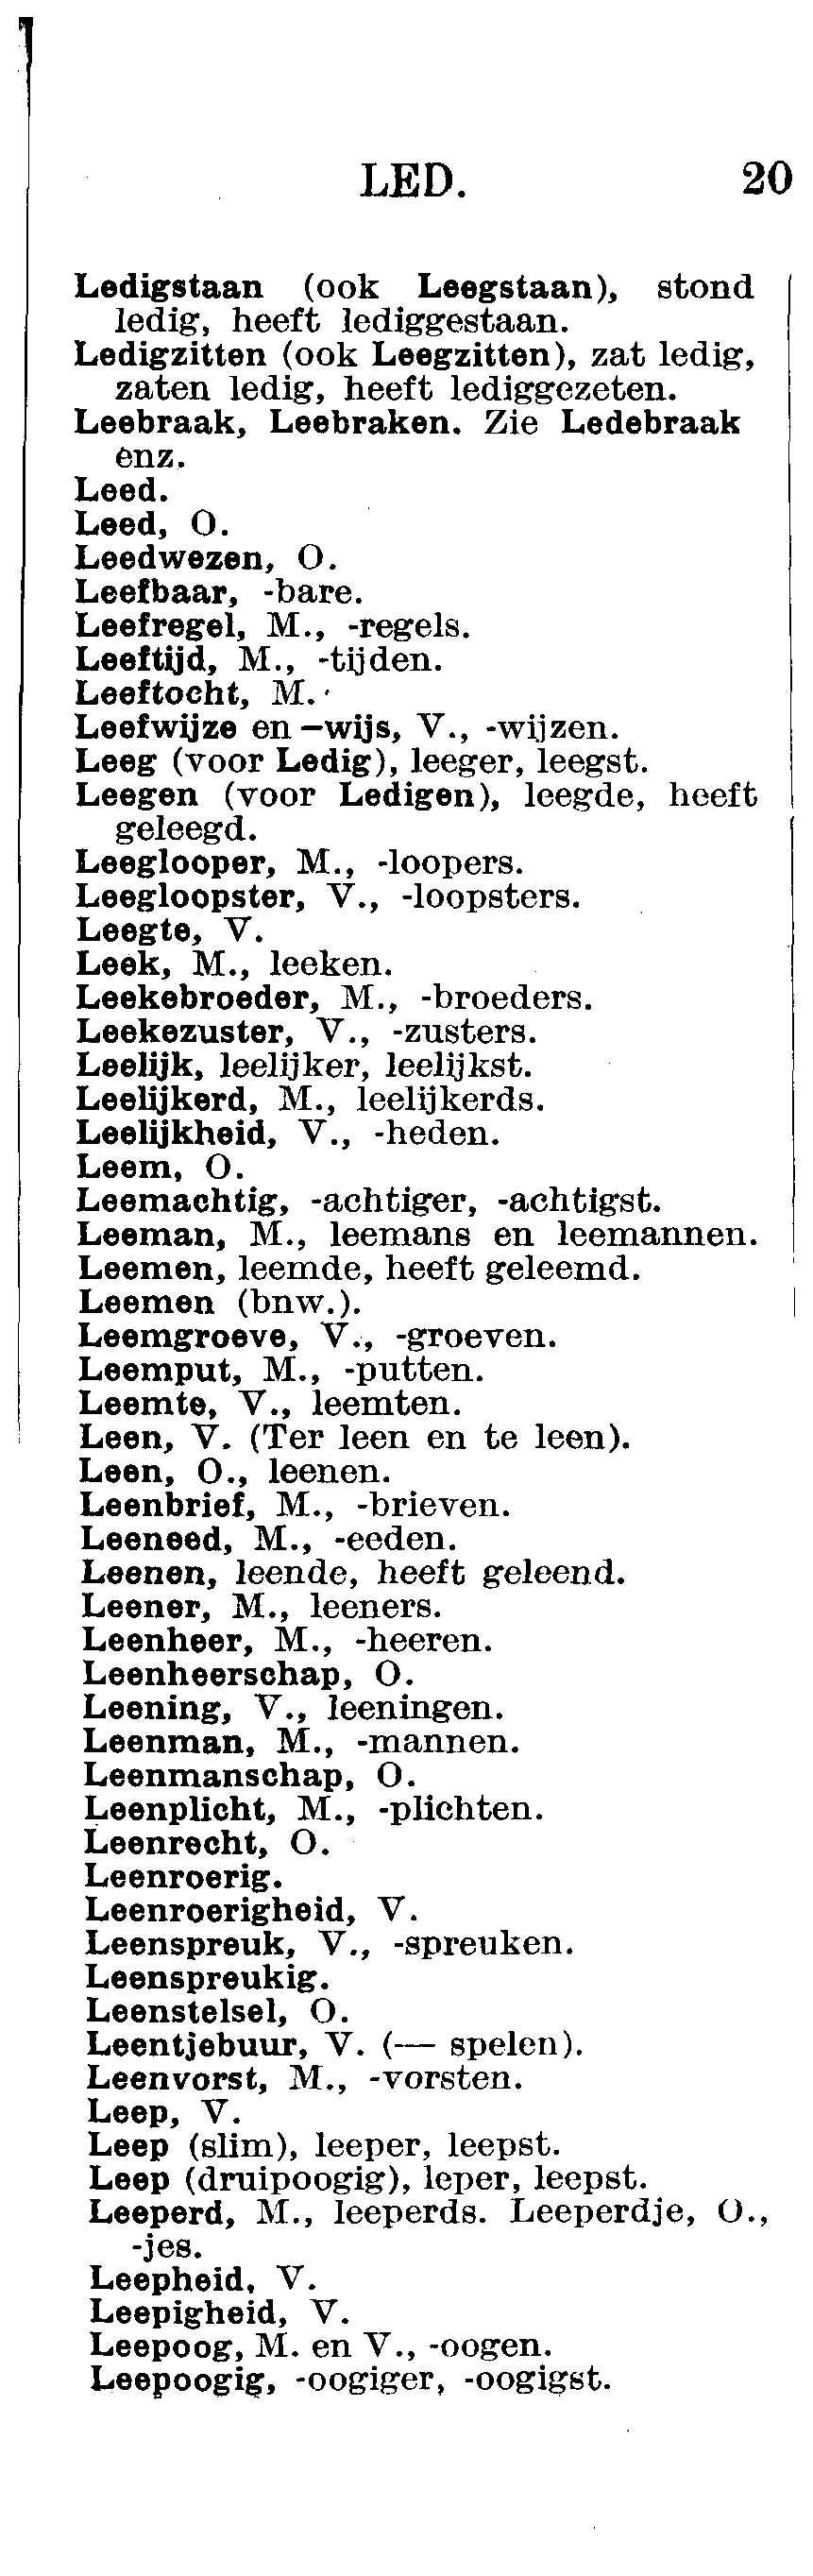 LED. 20
Ledigstaan (ook Leegstaan), stond
ledig, heeft lediggestaan.
Ledigzitten (ook Leegzitten), zat ledig,
zaten ledig, heeft lediggezeten.
Leebraak, Leebraken. Zie Ledebraak
enz.
Leed.
Leed, O.
Leedwezen, O.
Leefbaar, -bare.
Leefregel, M., -regels.
Leeftijd, M., -tijden.
Leeftocht, M.
Leefwijze en –wijs, V., -wijzen.
Leeg (voor Ledig), leeger, leegst.
Leegen (voor Ledigen), leegde, heeft
geleegd.
Leeglooper, M., -loopers.
Leegloopster, V., -loopsters.
Leegte, V.
Leek, M., leeken.
Leekebroeder, M., -broeders.
Leekezuster, V., -zusters.
Leelijk, leelijker, leelijkst.
Leelijkerd, M., leelijkerds.
Leelijkheid, V., -heden.
Leem, O.
Leemachtig, -achtiger, -achtigst.
Leeman, M., leemans en leemannen.
Leemen, leemde, heeft geleemd.
Leemen (bnw.).
Leemgroeve, V., -groeven.
Leemput, M., -putten.
Leemte, V., leemten.
Leen, V. (Ter leen en te leen).
Leen, O., leenen.
Leenbrief, M., -brieven.
Leeneed, M., -eeden.
Leenen, leende, heeft geleend.
Leener, M., leeners.
Leenheer, M., -heeren.
Leenheerschap, O.
Leening, V., leeningen.
Leenman, M., -mannen.
Leenmanschap, O.
Leenplicht, M., -plichten.
Leenrecht, O.
Leenroerig.
Leenroerigheid, V.
Leenspreuk, V., -spreuken.
Leenspreukig.
Leenstelsel, O.
Leentjebuur, V. (— spelen).
Leenvorst, M., -vorsten.
Leep, V.
Leep (slim), leeper, leepst.
Leep (druipoogig), leper, leepst.
Leeperd, M., leeperds. Leeperdje, O.,
-jes.
Leepheid, V.
Leepigheid, V.
Leepoog, M. en V., -oogen.
Leepoogig, -oogiger, -oogigst.